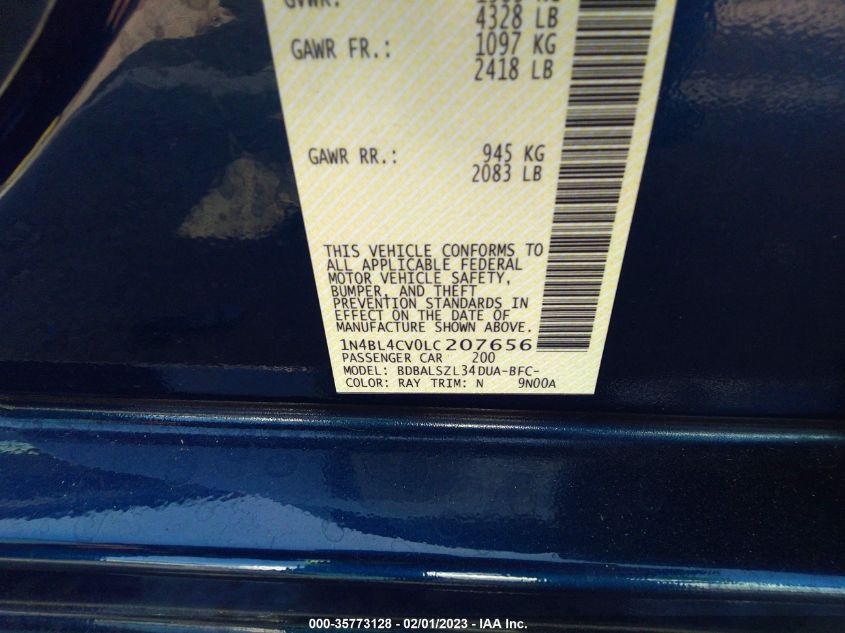 GVWR:
4328 LB
GAWR FR.: 1097 KG
2418 LB
GAWR RR.: 945 KG
2083 LB
THIS VEHICLE CONFORMS TO
ALL APPLICABLE FEDERAL
MOTOR VEHICLE SAFETY,
BUMPER, AND THEFT
PREVENTION STANDARDS IN
EFFECT ON THE DATE OF
MANUFACTURE SHOWN ABOVE.
1N4BL4CV0LC207656
PASSENGER CAR 200
MODEL: BDBALSZL34DUA-BFC-
COLOR: RAY TRIM: N 9N00A
000-35773128 - 02/01/2023 - IAA Inc.